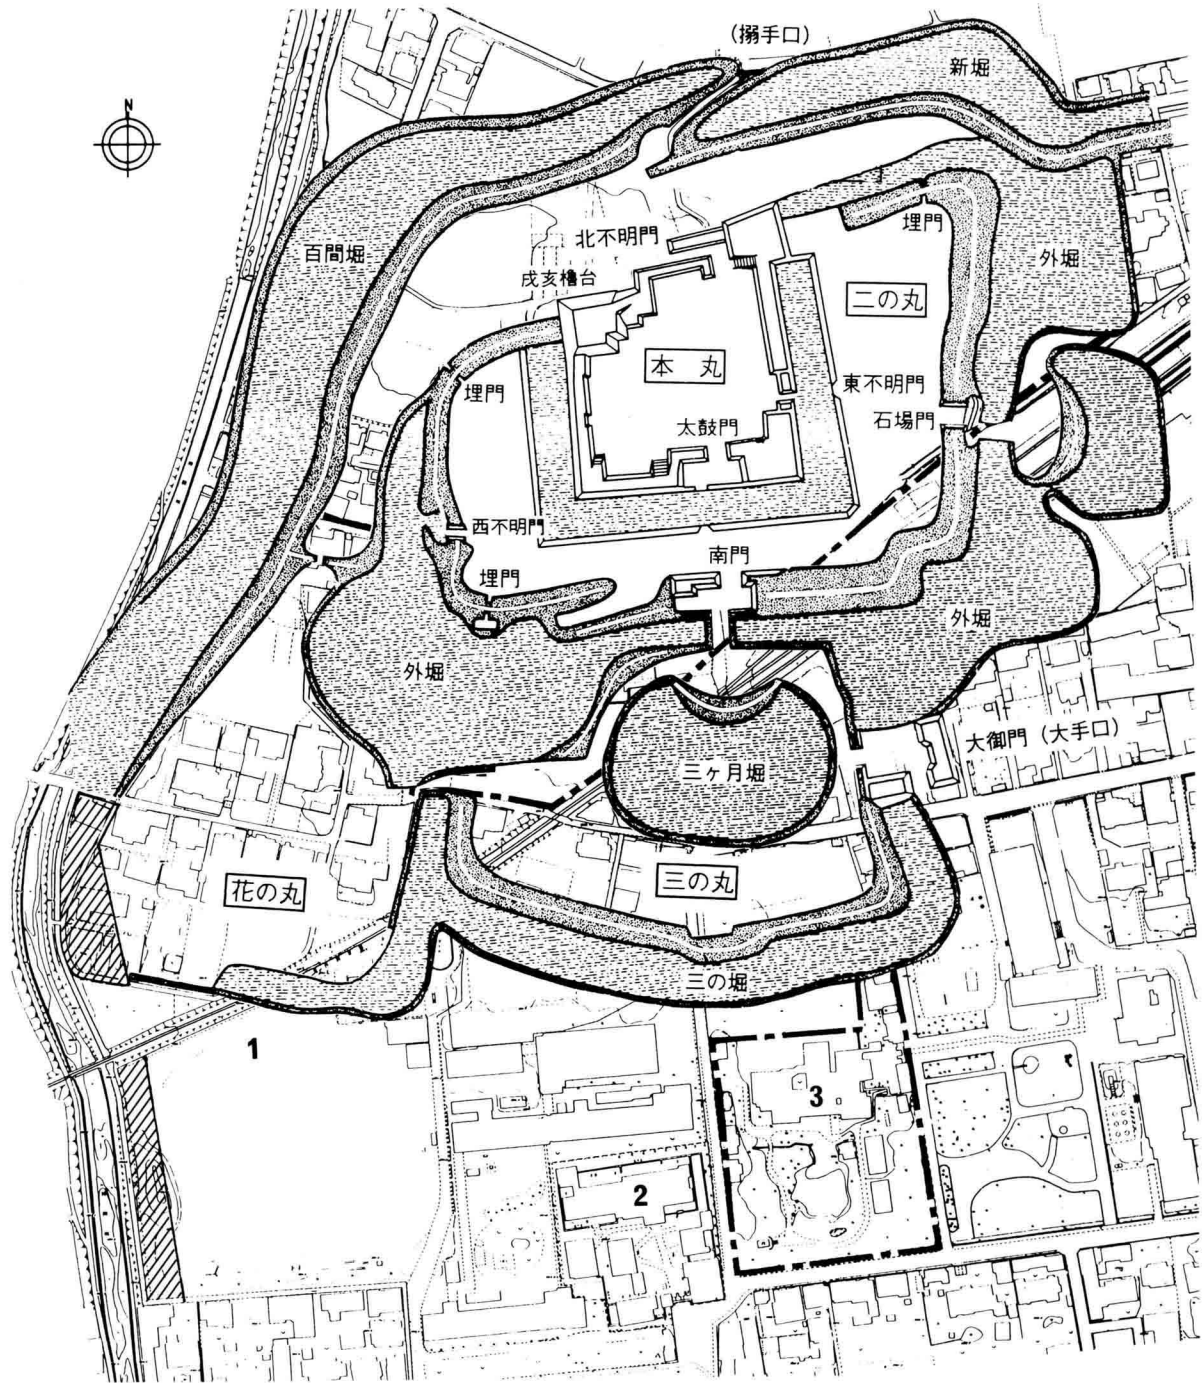 (搦手口)
新堀
N
百間堀
北不明門
埋門
外堀
戌亥櫓台
二の丸
本丸
埋門
東不明門
石場門
太鼓門
西不明門
南門
埋門
外堀
外堀
大御門(大手口)
三ヶ月堀
花の丸
三の丸
三の堀
1
3
2